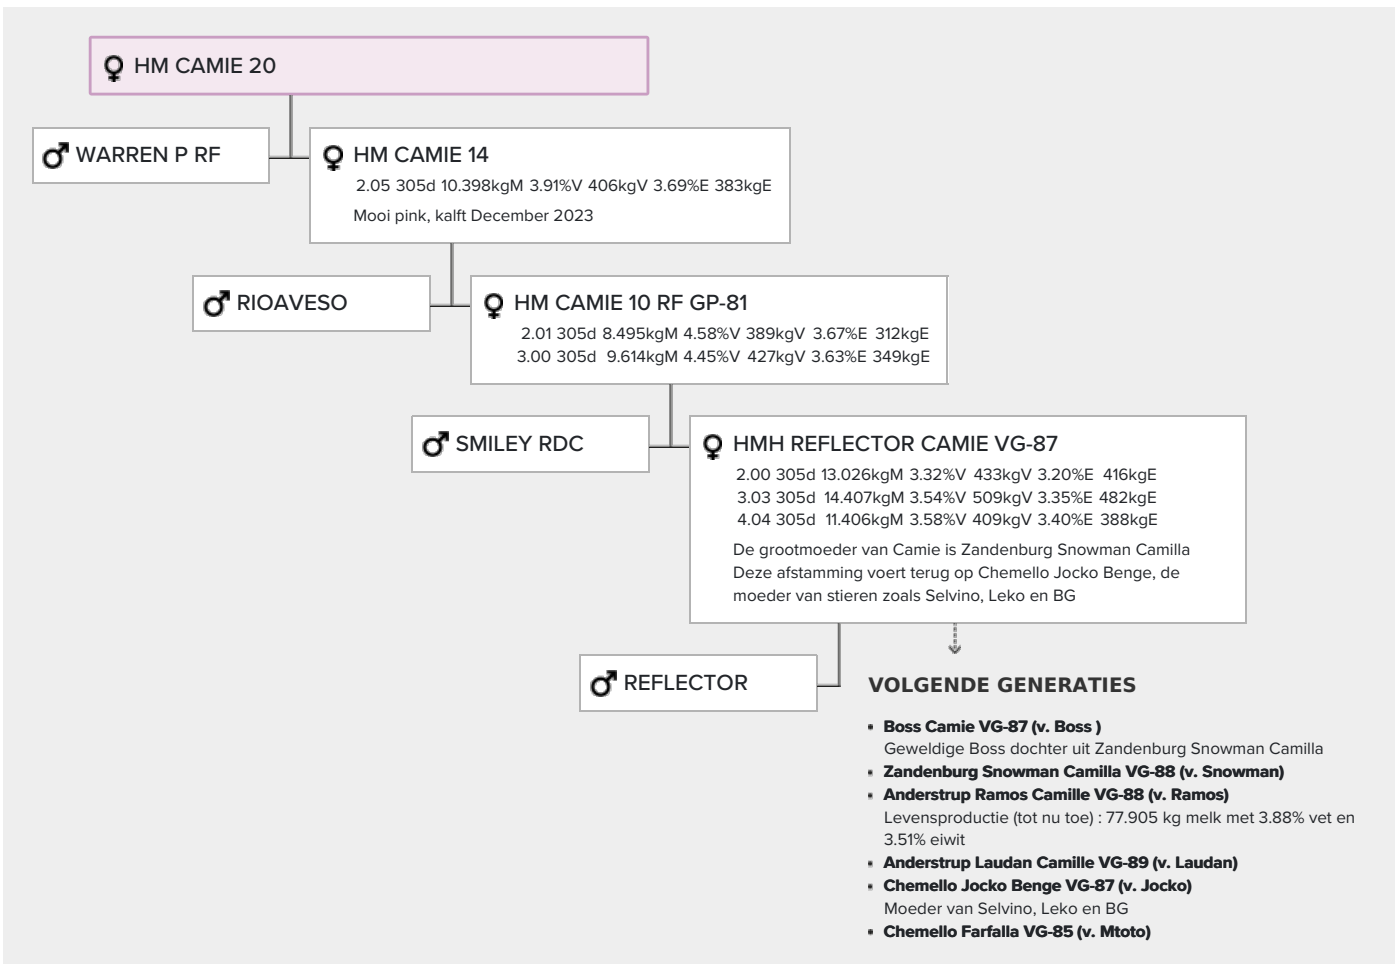 HM CAMIE 20
WARREN P RF
HM CAMIE 14
2.05 305d 10.398kgM 3.91%V 406kgV 3.69%E 383kgE
Mooi pink, kalft December 2023
RIOAVESO
HM CAMIE 10 RF GP-81
2.01 305d 8.495kgM 4.58%V 389kgV 3.67%E 312kgE
3.00 305d 9.614kgM 4.45%V 427kgV 3.63%E 349kgE
SMILEY RDC
HMH REFLECTOR CAMIE VG-87
2.00 305d 13.026kgM 3.32%V 433kgV 3.20%E 416kgE
3.03 305d 14.407kgM 3.54%V 509kgV 3.35%E 482kgE
4.04 305d 11.406kgM 3.58%V 409kgV 3.40%E 388kgE
De grootmoeder van Camie is Zandenburg Snowman Camilla
Deze afstamming voert terug op Chemello Jocko Benge, de
moeder van stieren zoals Selvino, Leko en BG
REFLECTOR
VOLGENDE GENERATIES
▪ Boss Camie VG-87 (v. Boss )
Geweldige Boss dochter uit Zandenburg Snowman Camilla
▪ Zandenburg Snowman Camilla VG-88 (v. Snowman)
▪ Anderstrup Ramos Camille VG-88 (v. Ramos)
Levensproductie (tot nu toe) : 77.905 kg melk met 3.88% vet en
3.51% eiwit
▪ Anderstrup Laudan Camille VG-89 (v. Laudan)
▪ Chemello Jocko Benge VG-87 (v. Jocko)
Moeder van Selvino, Leko en BG
▪ Chemello Farfalla VG-85 (v. Mtoto)